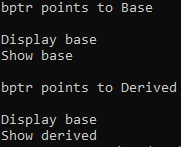 bptr points to Base
Display base
Show base
bptr points to Derived
Display base
Show derived